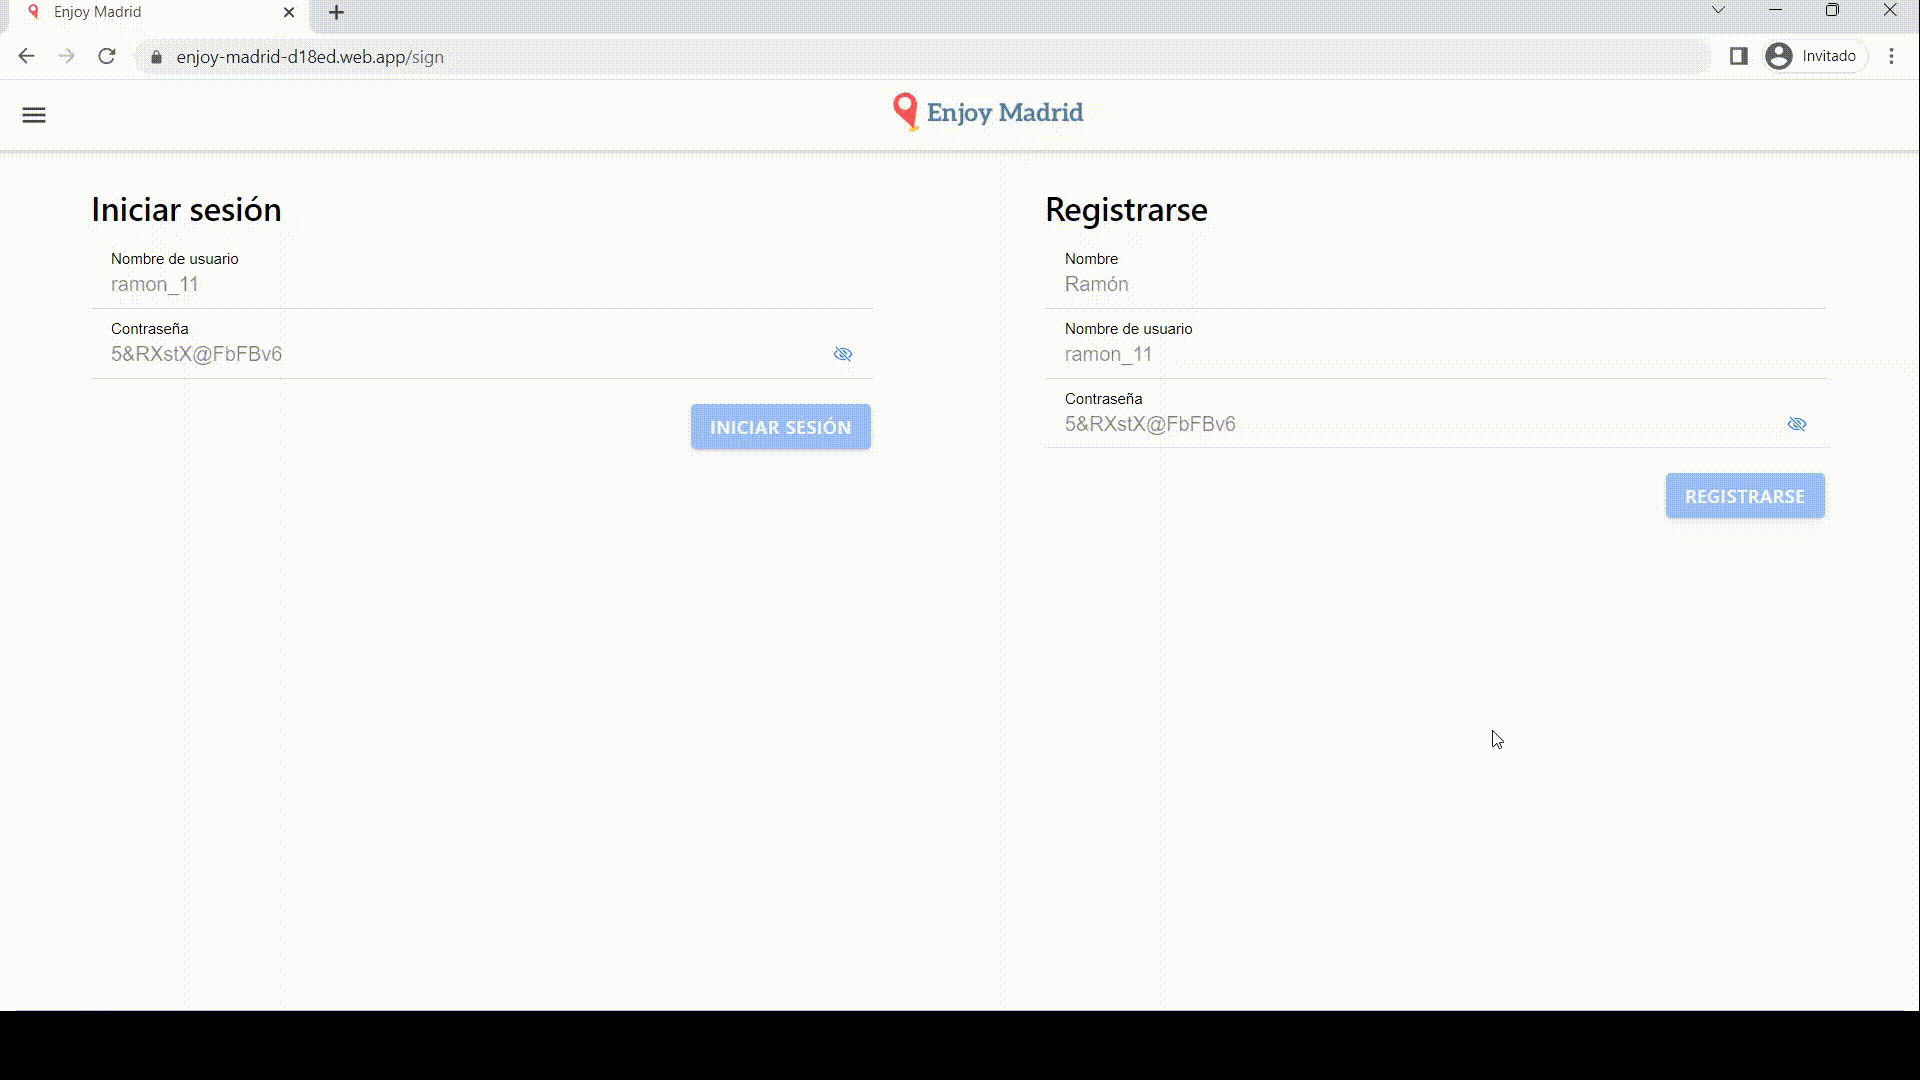 Enjoy Madrid
enjoy-madrid-d18ed.web.app/sign
Invitado
Enjoy Madrid
Iniciar sesión
Nombre de usuario
ramon_11
Contraseña
5&RXstX@FbFBv6
INICIAR SESIÓN
Registrarse
Nombre
Ramón
Nombre de usuario
ramon_11
Contraseña
5&RXstX@FbFBv6
REGISTRARSE